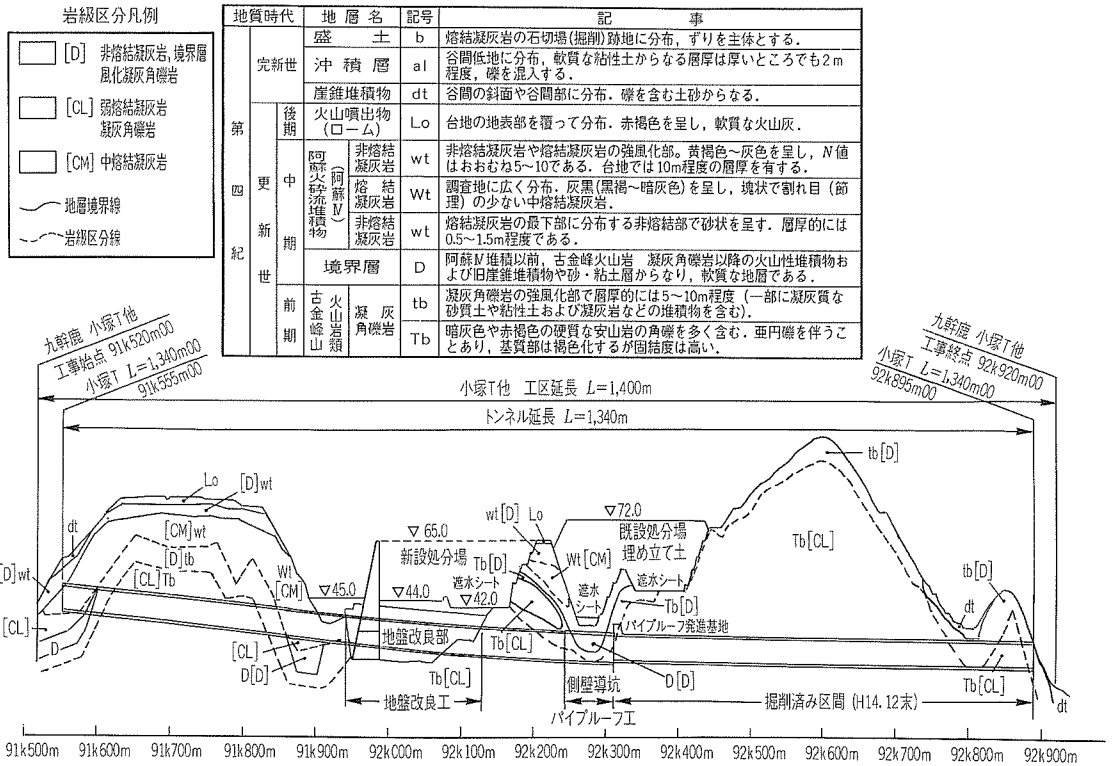 岩級区分凡例
[D] 非熔結凝灰岩, 境界層
風化凝灰角礫岩
[CL] 弱熔結凝灰岩
凝灰角礫岩
[CM] 中熔結凝灰岩
地層境界線
岩級区分線
地質時代 地層名 記号 記事
第四紀
完新世
盛土 b 熔結凝灰岩の石切場(掘削)跡地に分布, ずりを主体とする.
沖積層 al 谷間低地に分布, 軟質な粘性土からなる層厚は厚いところでも2m
程度, 礫を混入する.
崖錐堆積物 dt 谷間の斜面や谷間部に分布. 礫を含む土砂からなる.
更新世
後期
火山噴出物
(ローム) Lo 台地の地表部を覆って分布. 赤褐色を呈し, 軟質な火山灰.
中期
阿蘇火砕流堆積物
(阿蘇Ⅳ)
非熔結
凝灰岩 wt 非熔結凝灰岩や熔結凝灰岩の強風化部。黄褐色~灰色を呈し, N値
はおおむね5~10である. 台地では10m程度の層厚を有する.
熔結
凝灰岩 Wt 調査地に広く分布. 灰黒(黒褐~暗灰色)を呈し, 塊状で割れ目 (節
理) の少ない中熔結凝灰岩.
非熔結
凝灰岩 wt 熔結凝灰岩の最下部に分布する非熔結部で砂状を呈す. 層厚的には
0.5~1.5m程度である.
境界層 D 阿蘇Ⅳ堆積以前, 古金峰火山岩 凝灰角礫岩以降の火山性堆積物お
よび旧崖錐堆積物や砂・粘土層からなり, 軟質な地層である.
前期
古金峰山
火山岩類
凝灰
角礫岩
tb 凝灰角礫岩の強風化部で層厚的には5~10m程度 (一部に凝灰質な
砂質土や粘性土および凝灰岩などの堆積物を含む).
Tb 暗灰色や赤褐色の硬質な安山岩の角礫を多く含む. 亜円礫を伴うこ
とあり, 基質部は褐色化するが固結度は高い.
九幹鹿 小塚T他
工事始点 91k520m00
小塚T L=1,340m00
91k555m00
九幹鹿 小塚T他
工事終点 92k920m00
小塚T L=1,340m00
92k895m00
小塚T他 工区延長 L=1,400m
トンネル延長 L=1,340m
Lo
[D]wt
dt
[CM]wt
[D]tb
[CL]Tb
[D]wt
[CL]
D
Wt
[CM]
▽45.0
▽65.0
新設処分場
▽44.0
遮水シート
▽42.0
wt[D]
Lo
▽72.0
既設処分場
埋め立て土
Tb[D]
Wt[CM]
遮水
シート
遮水シート
Tb[D]
パイプルーフ発進基地
tb[D]
Tb[CL]
tb[D]
dt
[CL]
D[D]
地盤改良部
Tb[CL]
Tb[CL]
D[D]
Tb[CL]
dt
地盤改良工
側壁導坑
パイプルーフ工
掘削済み区間 (H14.12末)
91k500m 91k600m 91k700m 91k800m 91k900m 92k000m 92k100m 92k200m 92k300m 92k400m 92k500m 92k600m 92k700m 92k800m 92k900m